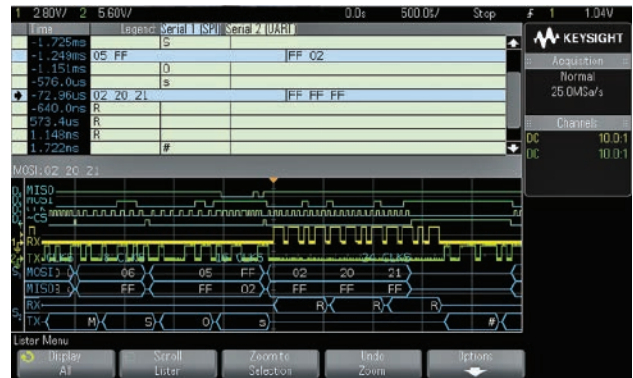 1 2.80V/ 2 5.60V/ 0.0s 500.0%/ Stop 1 1.04V
Time Legend: Serial 1 (SPI) Serial 2 (UART)
-1.725ms S
-1.249ms 05 FF FF 02
-1.151ms O
-576.0us s
-72.96us 02 20 21 FF FF FF
-640.0ns R
573.4us R
1.148ms R
1.722ms #
KEYSIGHT
Acquisition
Normal
25.0MSa/s
Channels
DC 10.0:1
DC 10.0:1
MOSI:02 20 21
MISO
MOSI
~CS
RX
24 CLKS
MOSI 06 05 FF 02 20 21
MISO FF FF 02 FF FF FF
RX R R R
TX M S O s #
Lister Menu
Display
All
Scroll
Lister
Zoom to
Selection
Undo
Zoom
Options